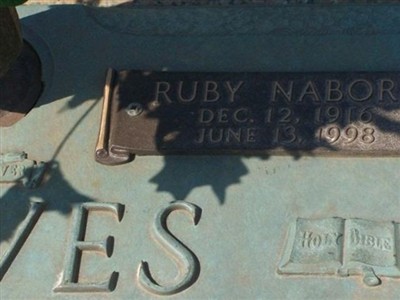 RUBY NABOR
DEC. 12, 1916
JUNE 13, 1998
VES
HOLY BIBLE